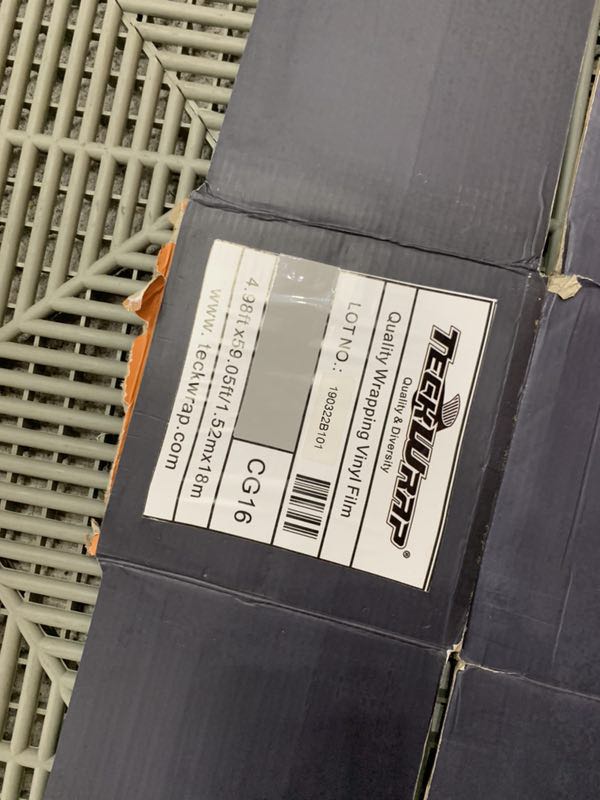 TECKWRAP®
Quality & Diversity
Quality Wrapping Vinyl Film
LOT NO.: 190322B101
CG16
4.98ft x59.05ft/1.52mx18m
www. teckwrap.com